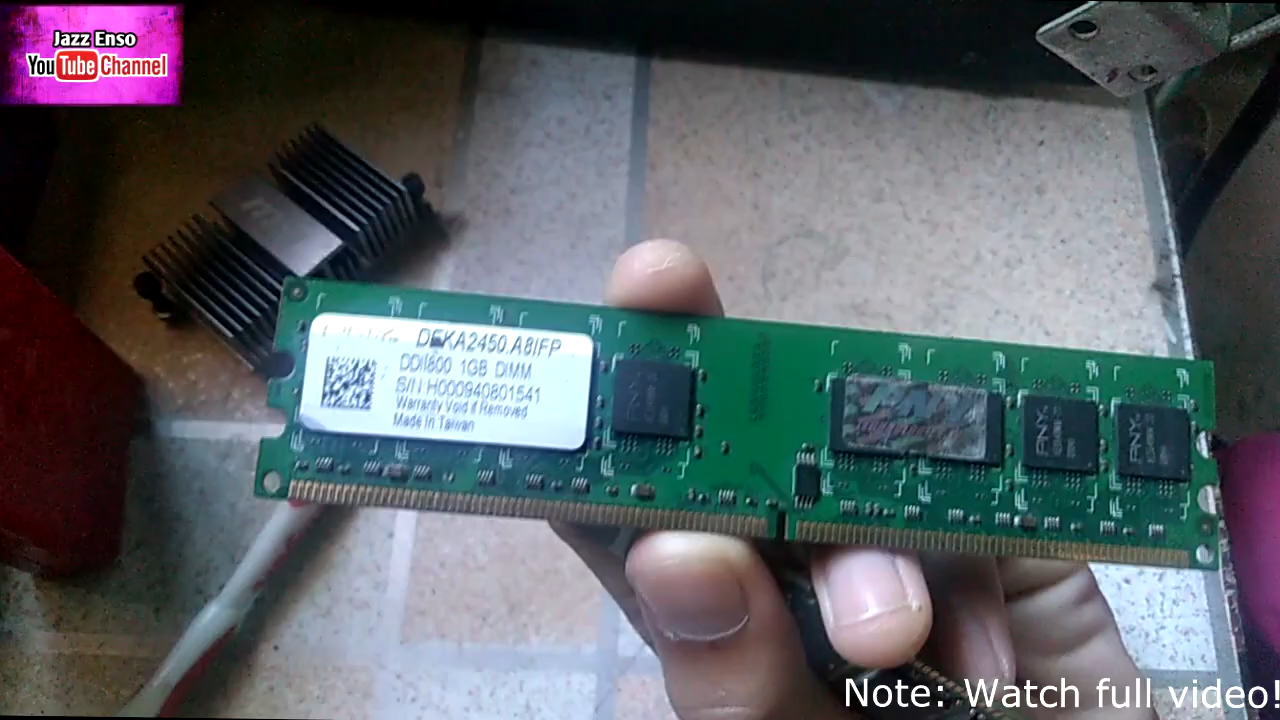 Jazz Enso
YouTube Channel
DEKA2450.A8IFP
DDII800 1GB DIMM
S/N H000940801541
Warranty Void if Removed
Made In Taiwan
PNY
PNY
Note: Watch full video!